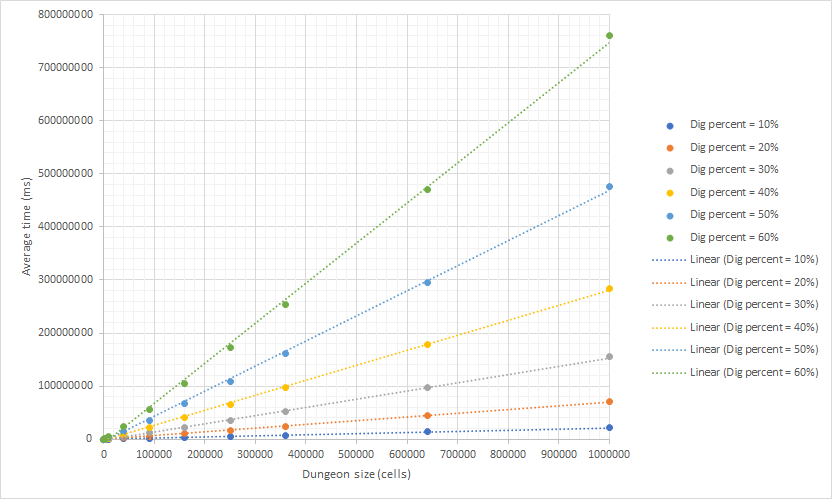 800000000
700000000
600000000
500000000
400000000
300000000
200000000
100000000
0
Average time (ms)
0 100000 200000 300000 400000 500000 600000 700000 800000 900000 1000000
Dungeon size (cells)
Dig percent = 10%
Dig percent = 20%
Dig percent = 30%
Dig percent = 40%
Dig percent = 50%
Dig percent = 60%
Linear (Dig percent = 10%)
Linear (Dig percent = 20%)
Linear (Dig percent = 30%)
Linear (Dig percent = 40%)
Linear (Dig percent = 50%)
Linear (Dig percent = 60%)